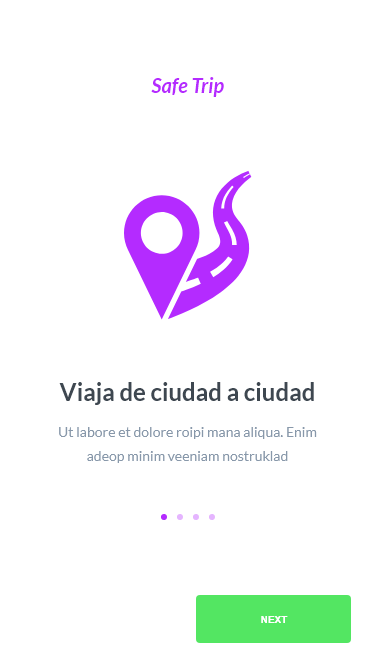 Safe Trip
Viaja de ciudad a ciudad
Ut labore et dolore roipi mana aliqua. Enim
adeop minim veeniam nostruklad
NEXT